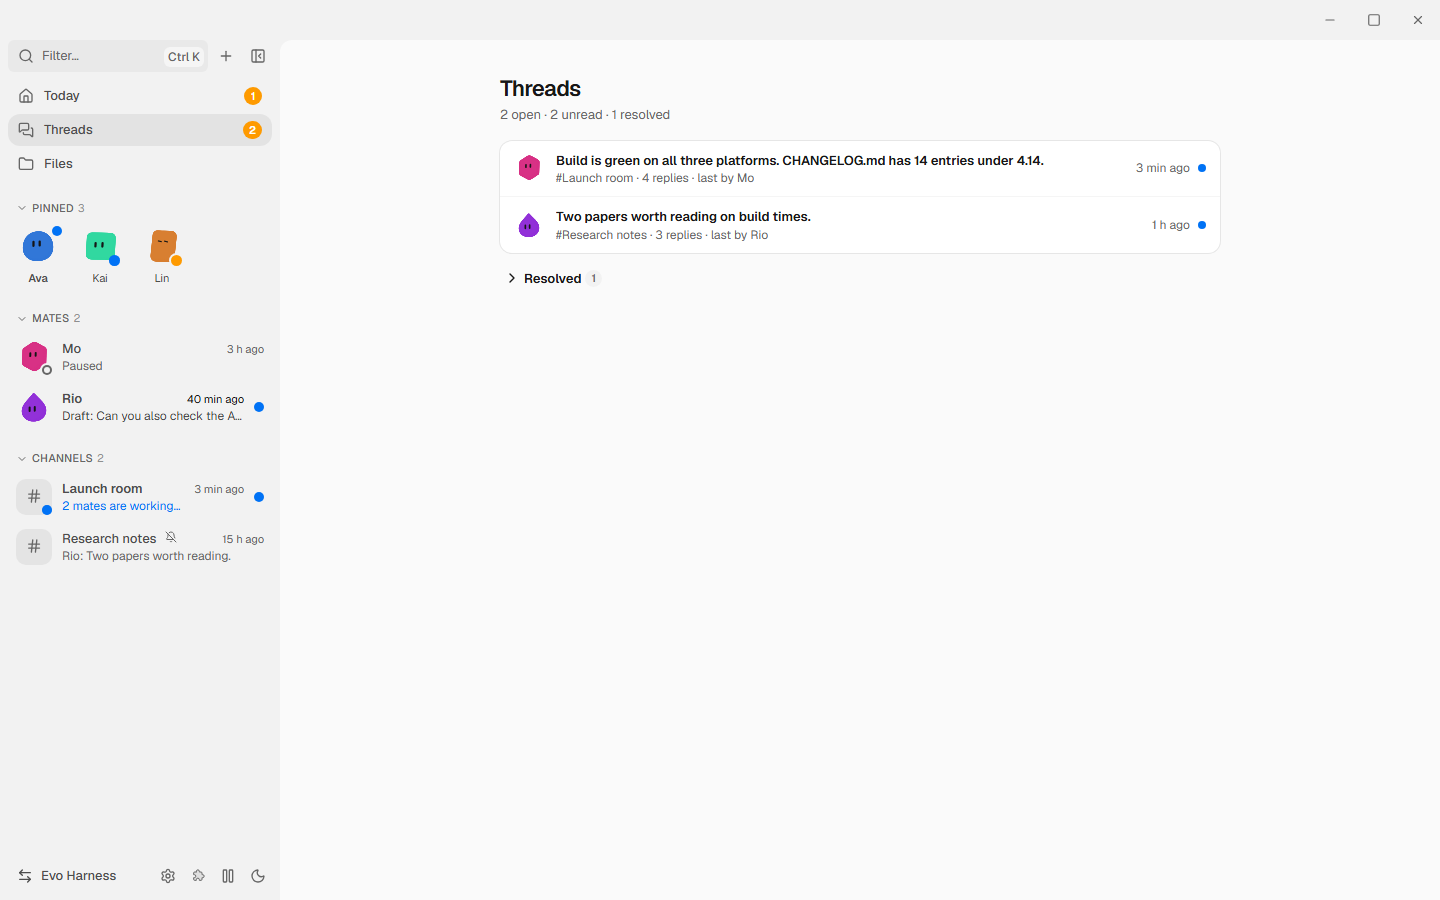 Filter...
Ctrl K
Today
1
Threads
2
Files
PINNED 3
Ava
Kai
Lin
MATES 2
Mo
3 h ago
Paused
Rio
40 min ago
Draft: Can you also check the A...
CHANNELS 2
Launch room
3 min ago
2 mates are working...
Research notes
15 h ago
Rio: Two papers worth reading.
Evo Harness
Threads
2 open · 2 unread · 1 resolved
Build is green on all three platforms. CHANGELOG.md has 14 entries under 4.14.
#Launch room · 4 replies · last by Mo
3 min ago
Two papers worth reading on build times.
#Research notes · 3 replies · last by Rio
1 h ago
Resolved 1